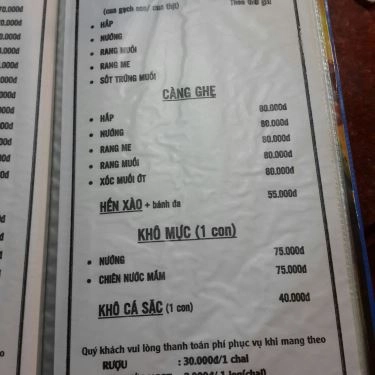 70.000đ
(cua gạch son/ cua thịt)
Theo thời giá
• HẤP
• NƯỚNG
• RANG MUỐI
• RANG ME
• SỐT TRỨNG MUỐI
CÀNG GHẸ
• HẤP 80.000đ
• NƯỚNG 80.000đ
• RANG ME 80.000đ
• RANG MUỐI 80.000đ
• XÓC MUỐI ỚT 80.000đ
HẾN XÀO + bánh đa 55.000đ
KHÔ MỰC (1 con)
• NƯỚNG 75.000đ
• CHIÊN NƯỚC MẮM 75.000đ
KHÔ CÁ SẶC (1 con) 40.000đ
Quý khách vui lòng thanh toán phí phục vụ khi mang theo
RƯỢU : 30.000đ/1 chai